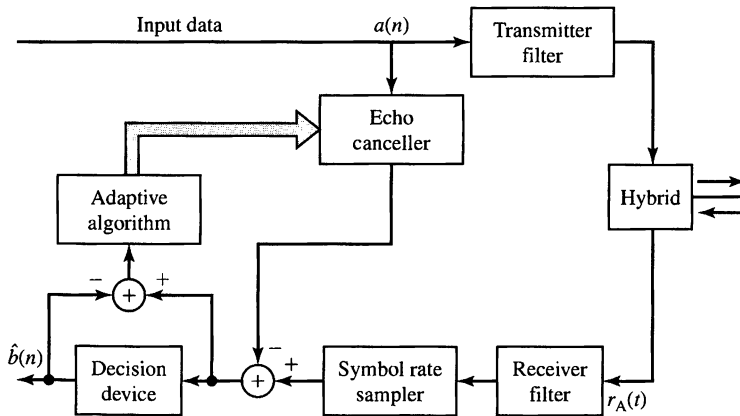 Input data
a(n)
Transmitter
filter
Echo
canceller
Adaptive
algorithm
Hybrid
−
+
+
−
b̂(n)
Decision
device
+
+
Symbol rate
sampler
Receiver
filter
r_A(t)